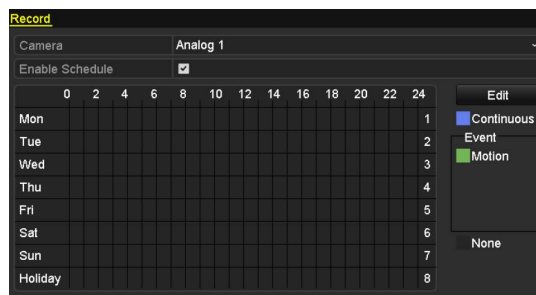 Record
Camera Analog 1
Enable Schedule
0 2 4 6 8 10 12 14 16 18 20 22 24 Edit
Mon 1 Continuous
Tue 2 Event
Wed 3 Motion
Thu 4
Fri 5
Sat 6
Sun 7 None
Holiday 8